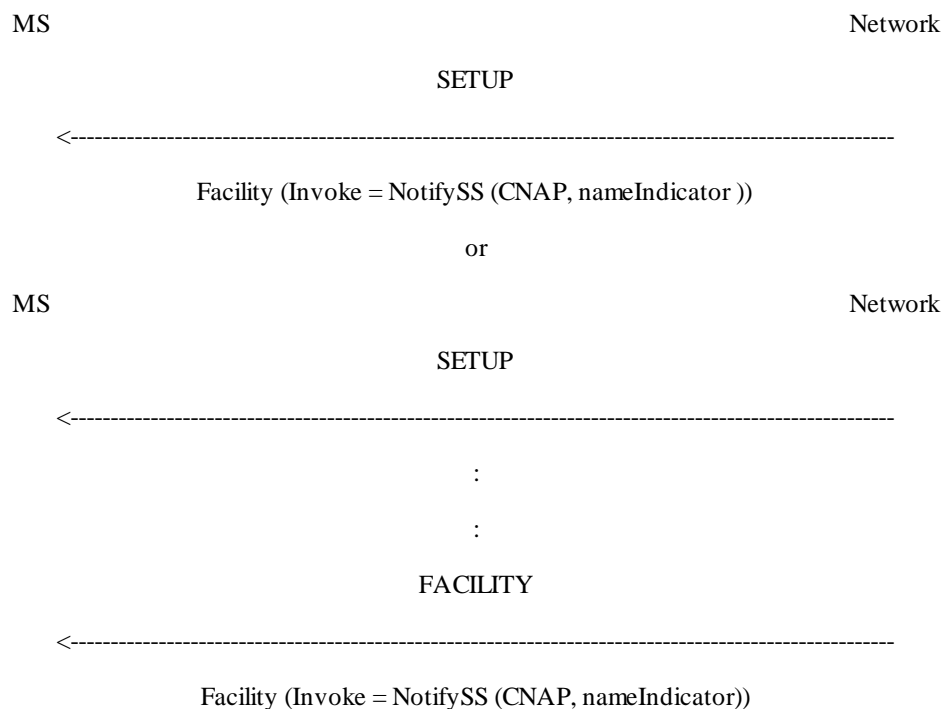 MS Network
SETUP
<-------------------------------------------------------------------------------------------------------
Facility (Invoke = NotifySS (CNAP, nameIndicator ))
or
MS Network
SETUP
<-------------------------------------------------------------------------------------------------------
:
:
FACILITY
<-------------------------------------------------------------------------------------------------------
Facility (Invoke = NotifySS (CNAP, nameIndicator))